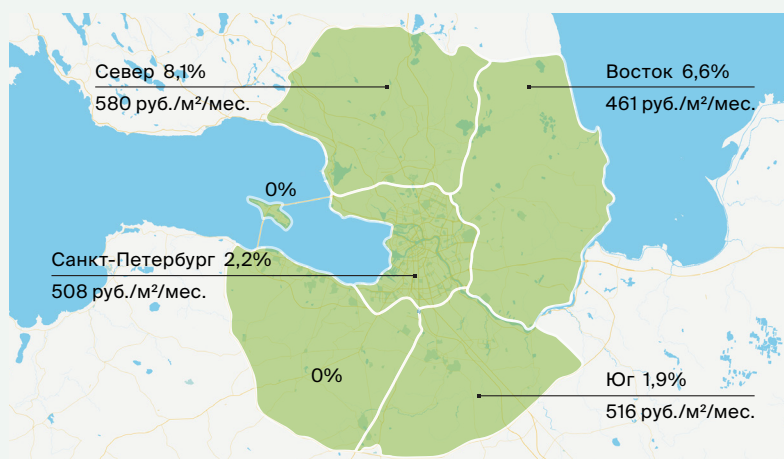 Север 8,1%
580 руб./м²/мес.
Восток 6,6%
461 руб./м²/мес.
0%
Санкт-Петербург 2,2%
508 руб./м²/мес.
0%
Юг 1,9%
516 руб./м²/мес.